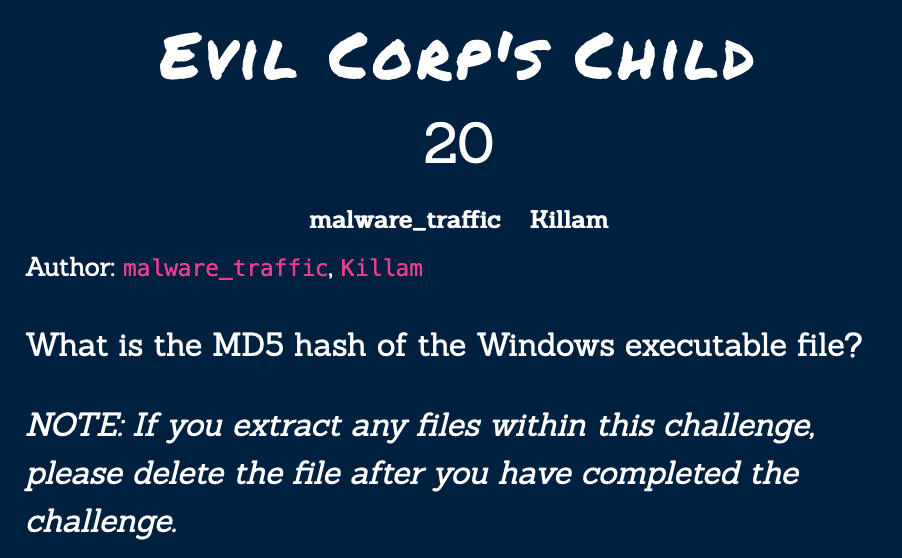 Evil Corp's Child
20
malware_traffic Killam
Author: malware_traffic, Killam
What is the MD5 hash of the Windows executable file?
NOTE: If you extract any files within this challenge,
please delete the file after you have completed the
challenge.